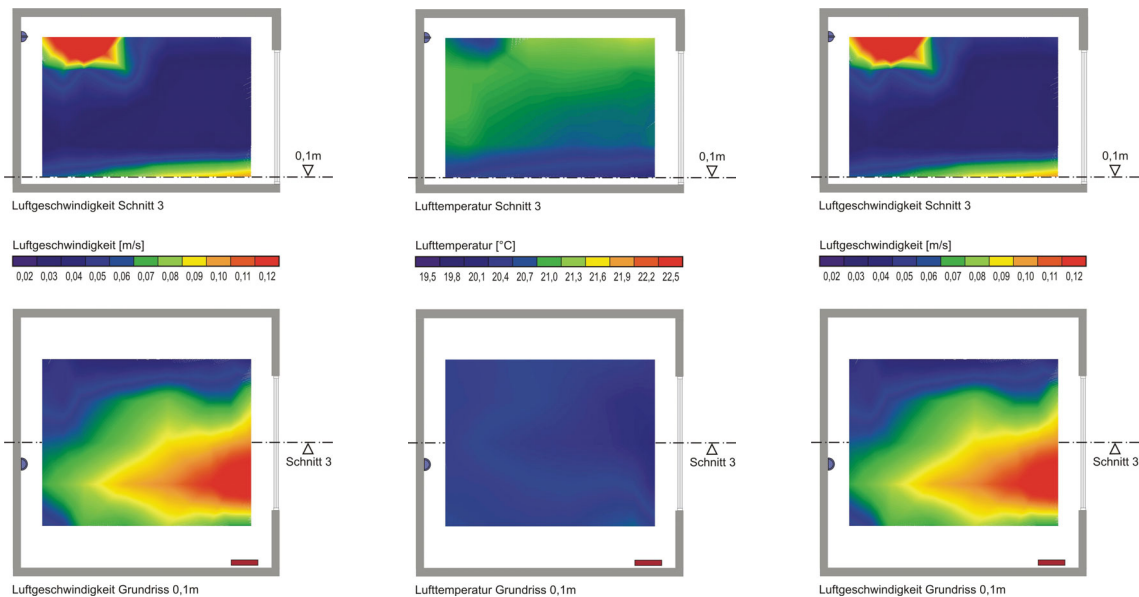 0,1m
0,1m
0,1m
Luftgeschwindigkeit Schnitt 3
Lufttemperatur Schnitt 3
Luftgeschwindigkeit Schnitt 3
Luftgeschwindigkeit [m/s]
Lufttemperatur [°C]
Luftgeschwindigkeit [m/s]
0,02 0,03 0,04 0,05 0,06 0,07 0,08 0,09 0,10 0,11 0,12
19,5 19,8 20,1 20,4 20,7 21,0 21,3 21,6 21,9 22,2 22,5
0,02 0,03 0,04 0,05 0,06 0,07 0,08 0,09 0,10 0,11 0,12
Schnitt 3
Schnitt 3
Schnitt 3
Luftgeschwindigkeit Grundriss 0,1m
Lufttemperatur Grundriss 0,1m
Luftgeschwindigkeit Grundriss 0,1m